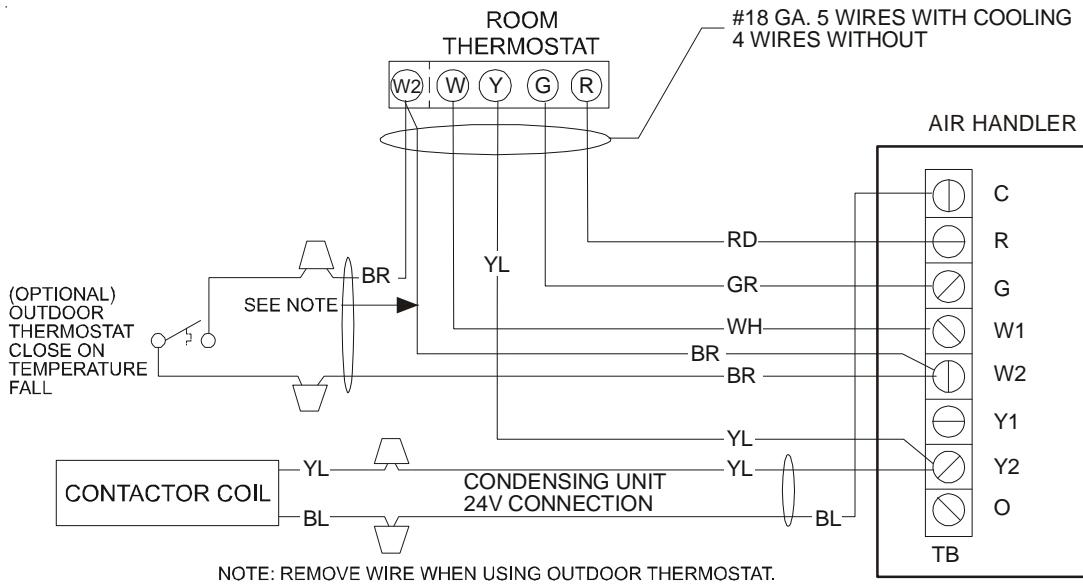 ROOM
THERMOSTAT
#18 GA. 5 WIRES WITH COOLING
4 WIRES WITHOUT
W2 W Y G R
AIR HANDLER
C
RD
R
YL
BR
GR
G
(OPTIONAL)
OUTDOOR
THERMOSTAT
CLOSE ON
TEMPERATURE
FALL
SEE NOTE
WH
W1
BR
BR
W2
Y1
YL
YL
YL
Y2
CONTACTOR COIL
CONDENSING UNIT
24V CONNECTION
BL
BL
O
TB
NOTE: REMOVE WIRE WHEN USING OUTDOOR THERMOSTAT.